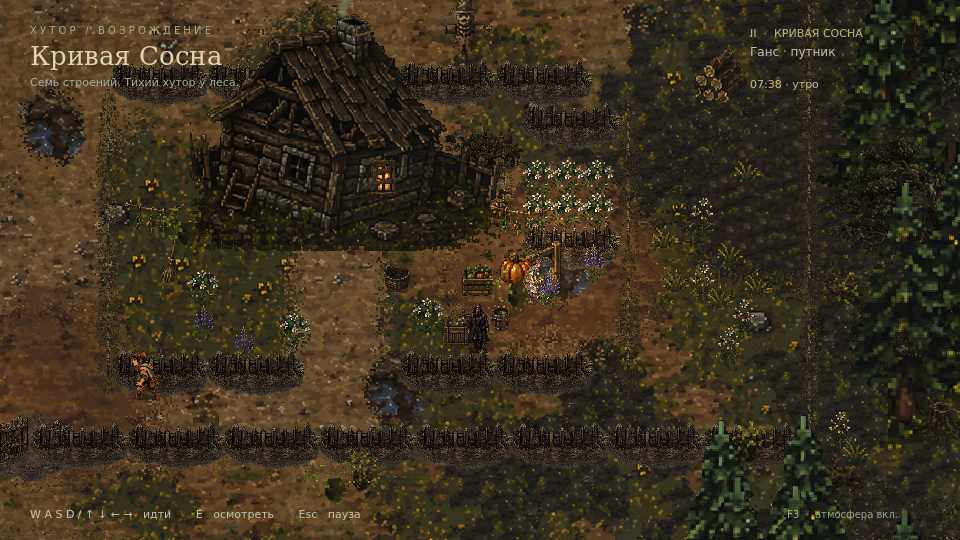 ХУТОР / ВОЗРОЖДЕНИЕ
Кривая Сосна
Семь строений. Тихий хутор у леса.
II · КРИВАЯ СОСНА
Ганс · путник
07:38 · утро
WASD/↑↓←→ идти E осмотреть Esc пауза
F3 · атмосфера вкл.